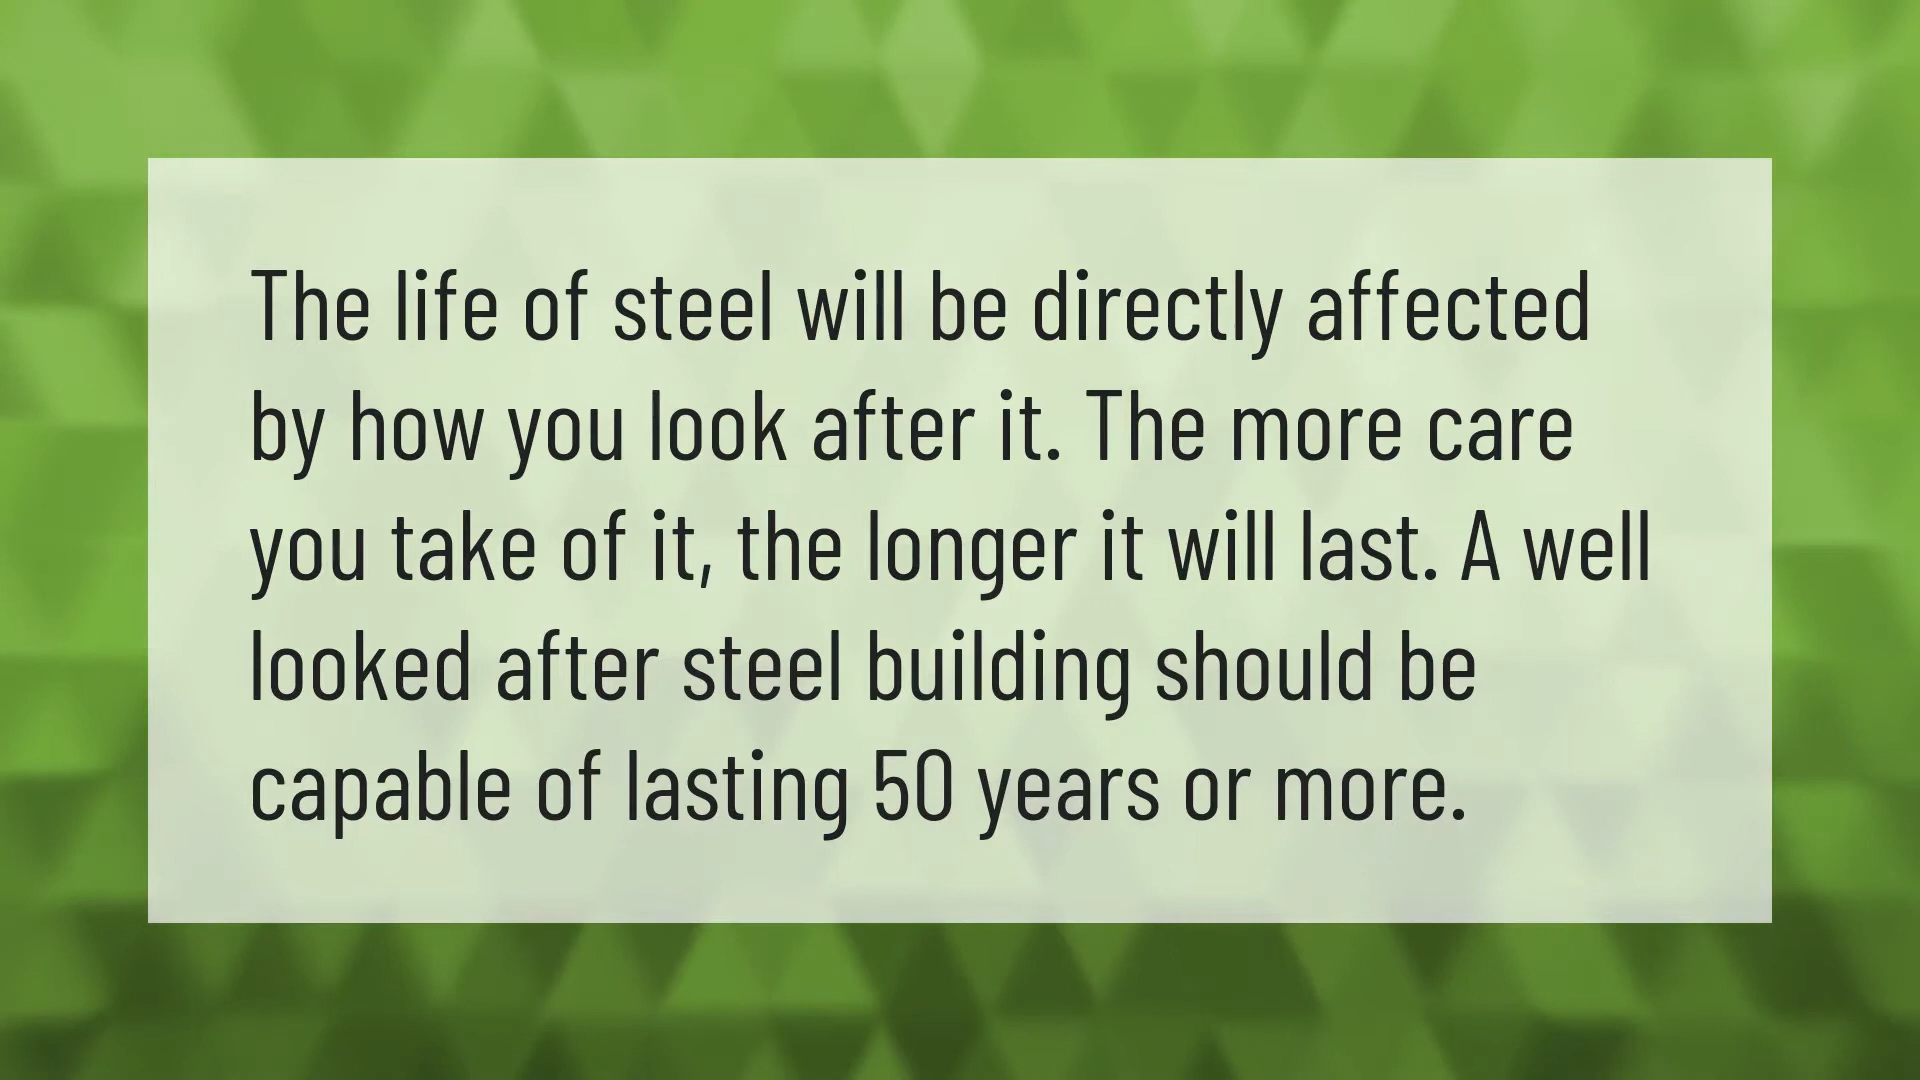 The life of steel will be directly affected
by how you look after it. The more care
you take of it, the longer it will last. A well
looked after steel building should be
capable of lasting 50 years or more.